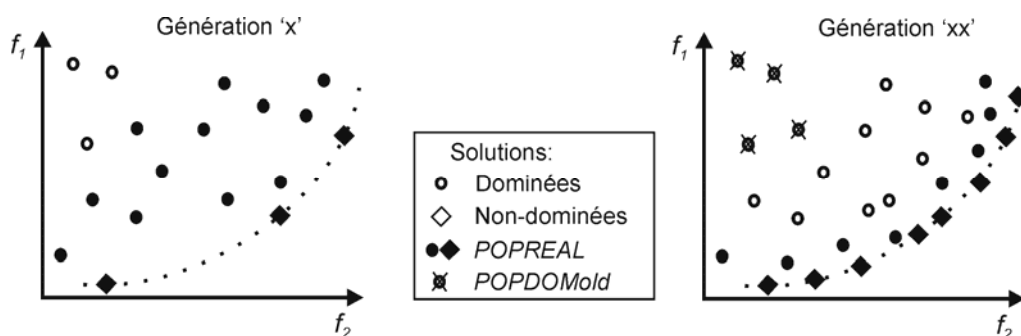 Génération ‘x’
f1
f2
Solutions:
Dominées
Non-dominées
POPREAL
POPDOMold
Génération ‘xx’
f1
f2